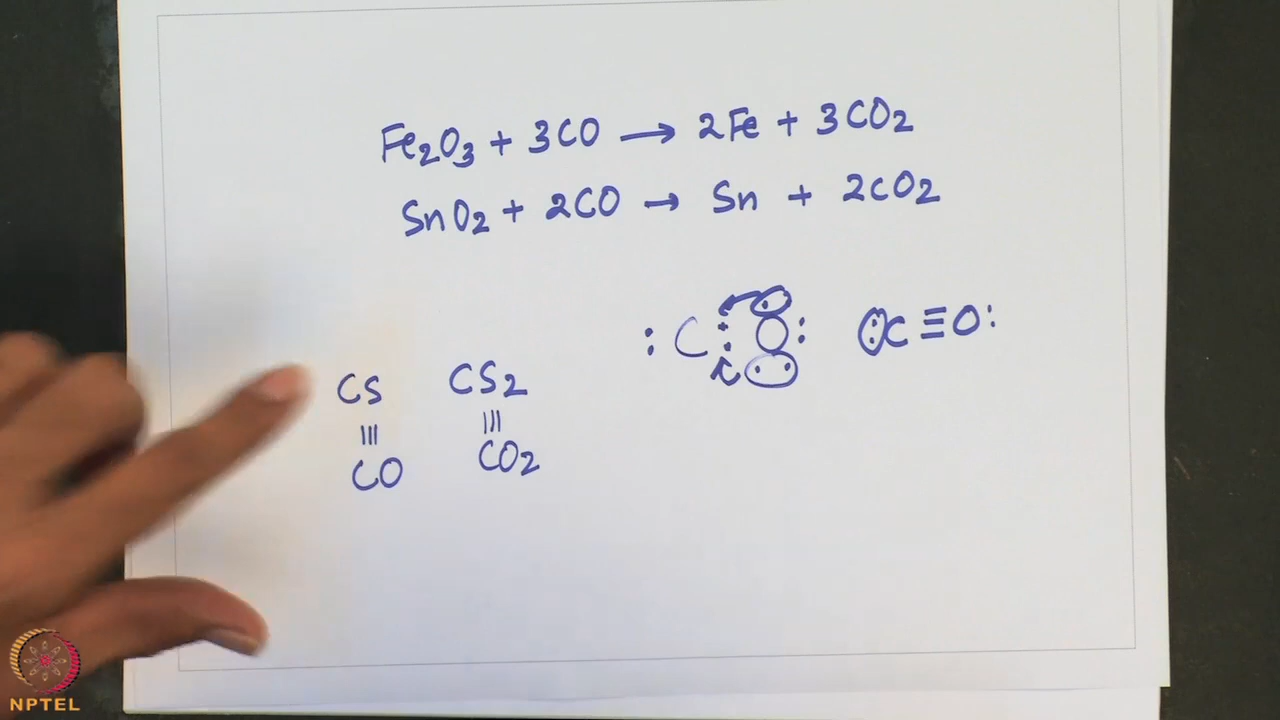 Fe2O3 + 3CO → 2Fe + 3CO2
SnO2 + 2CO → Sn + 2CO2
: C :: O : :C≡O:
CS CS2
||| |||
CO CO2
NPTEL